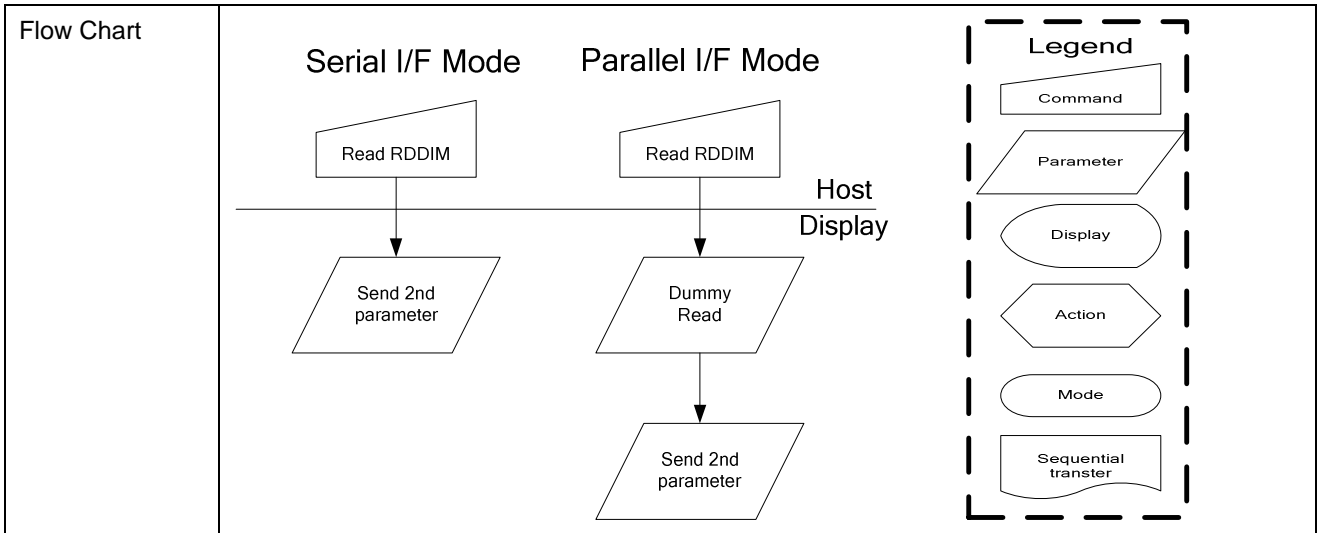 Flow Chart
Serial I/F Mode
Read RDDIM
Send 2nd
parameter
Parallel I/F Mode
Read RDDIM
Host
Display
Dummy
Read
Send 2nd
parameter
Legend
Command
Parameter
Display
Action
Mode
Sequential
transter